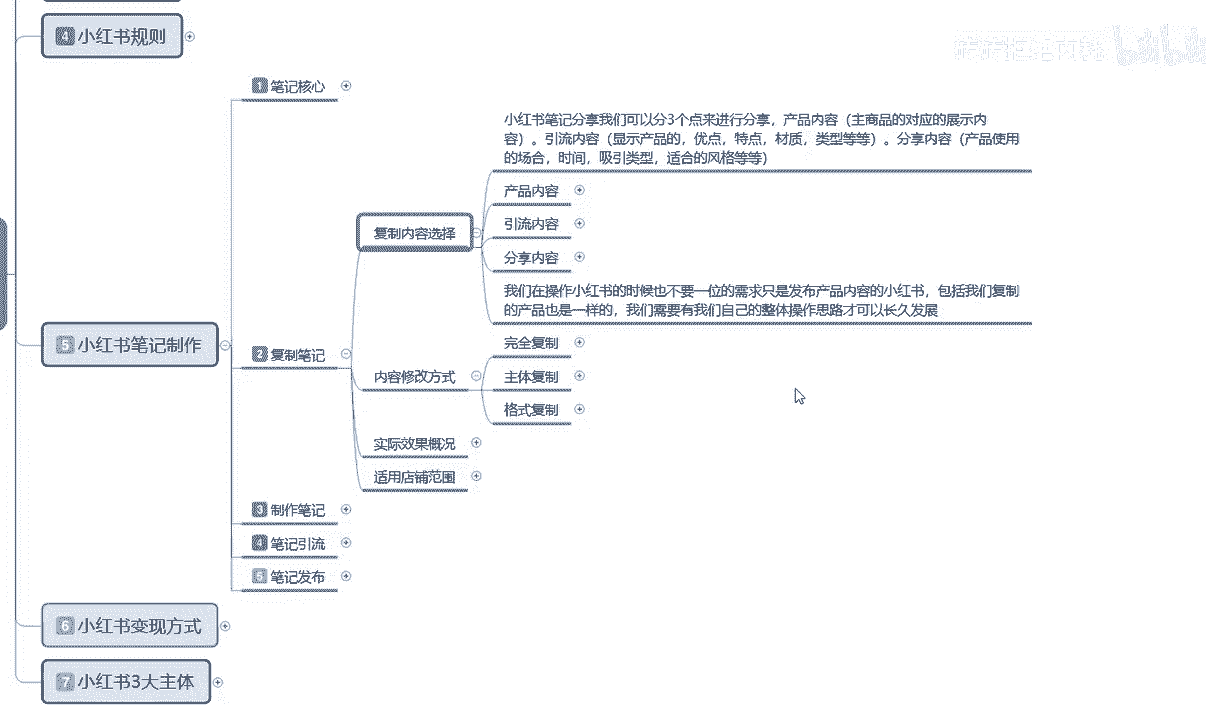 4 小红书规则
1 笔记核心
小红书笔记分享我们可以分3个点来进行分享，产品内容（主商品的对应的展示内
容）。引流内容（显示产品的，优点，特点，材质，类型等等）。分享内容（产品使用
的场合，时间，吸引类型，适合的风格等等）
产品内容
引流内容
复制内容选择
分享内容
我们在操作小红书的时候也不要一位的需求只是发布产品内容的小红书，包括我们复制
的产品也是一样的，我们需要有我们自己的整体操作思路才可以长久发展
5 小红书笔记制作
2 复制笔记
完全复制
内容修改方式
主体复制
格式复制
实际效果概况
适用店铺范围
3 制作笔记
4 笔记引流
5 笔记发布
6 小红书变现方式
7 小红书3大主体